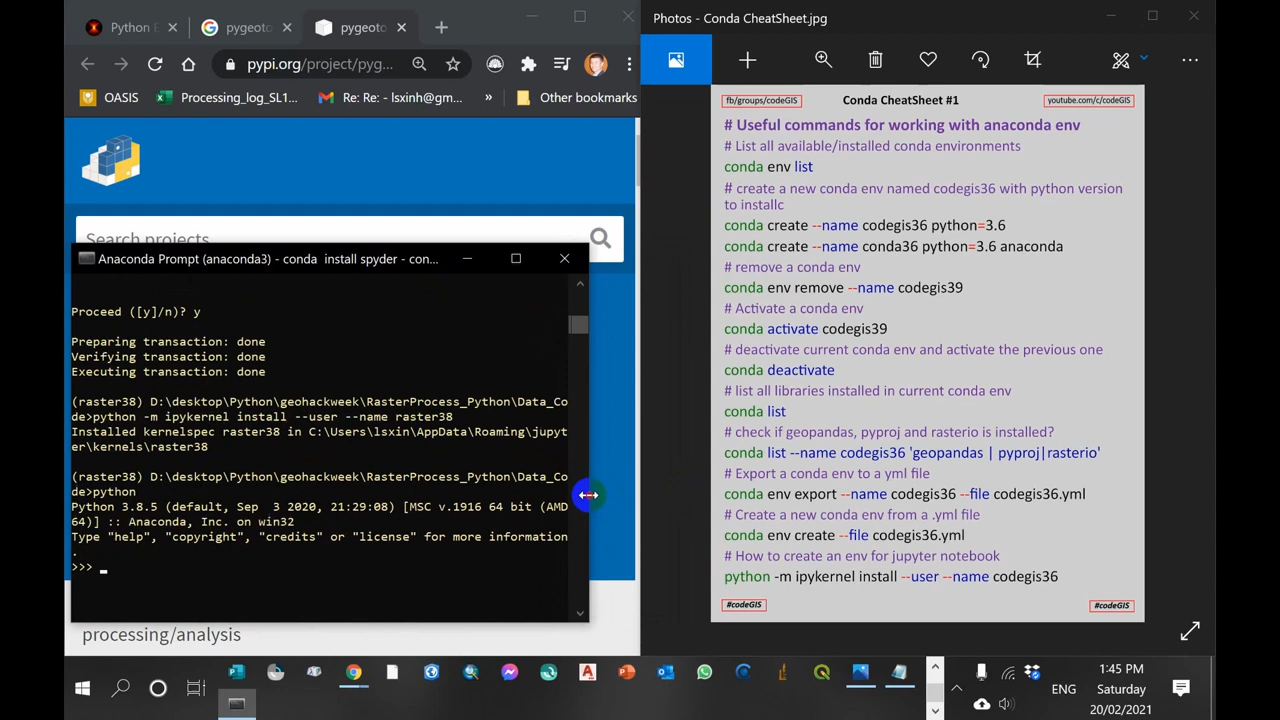 Python E
pygeoto
pygeoto
pypi.org/project/pyg...
OASIS
Processing_log_SL1...
Re: Re: - lsxinh@gm...
»
Other bookmarks
Search projects
Anaconda Prompt (anaconda3) - conda install spyder - con...
Proceed ([y]/n)? y
Preparing transaction: done
Verifying transaction: done
Executing transaction: done
(raster38) D:\desktop\Python\geohackweek\RasterProcess_Python\Data_Co
de>python -m ipykernel install --user --name raster38
Installed kernelspec raster38 in C:\Users\lsxin\AppData\Roaming\jupyt
er\kernels\raster38
(raster38) D:\desktop\Python\geohackweek\RasterProcess_Python\Data_Co
de>python
Python 3.8.5 (default, Sep  3 2020, 21:29:08) [MSC v.1916 64 bit (AMD
64)] :: Anaconda, Inc. on win32
Type "help", "copyright", "credits" or "license" for more information
.
>>> _
processing/analysis
Photos - Conda CheatSheet.jpg
fb/groups/codeGIS
Conda CheatSheet #1
youtube.com/c/codeGIS
# Useful commands for working with anaconda env
# List all available/installed conda environments
conda env list
# create a new conda env named codegis36 with python version
to installc
conda create --name codegis36 python=3.6
conda create --name conda36 python=3.6 anaconda
# remove a conda env
conda env remove --name codegis39
# Activate a conda env
conda activate codegis39
# deactivate current conda env and activate the previous one
conda deactivate
# list all libraries installed in current conda env
conda list
# check if geopandas, pyproj and rasterio is installed?
conda list --name codegis36 'geopandas | pyproj|rasterio'
# Export a conda env to a yml file
conda env export --name codegis36 --file codegis36.yml
# Create a new conda env from a .yml file
conda env create --file codegis36.yml
# How to create an env for jupyter notebook
python -m ipykernel install --user --name codegis36
#codeGIS
#codeGIS
ENG
1:45 PM
Saturday
20/02/2021